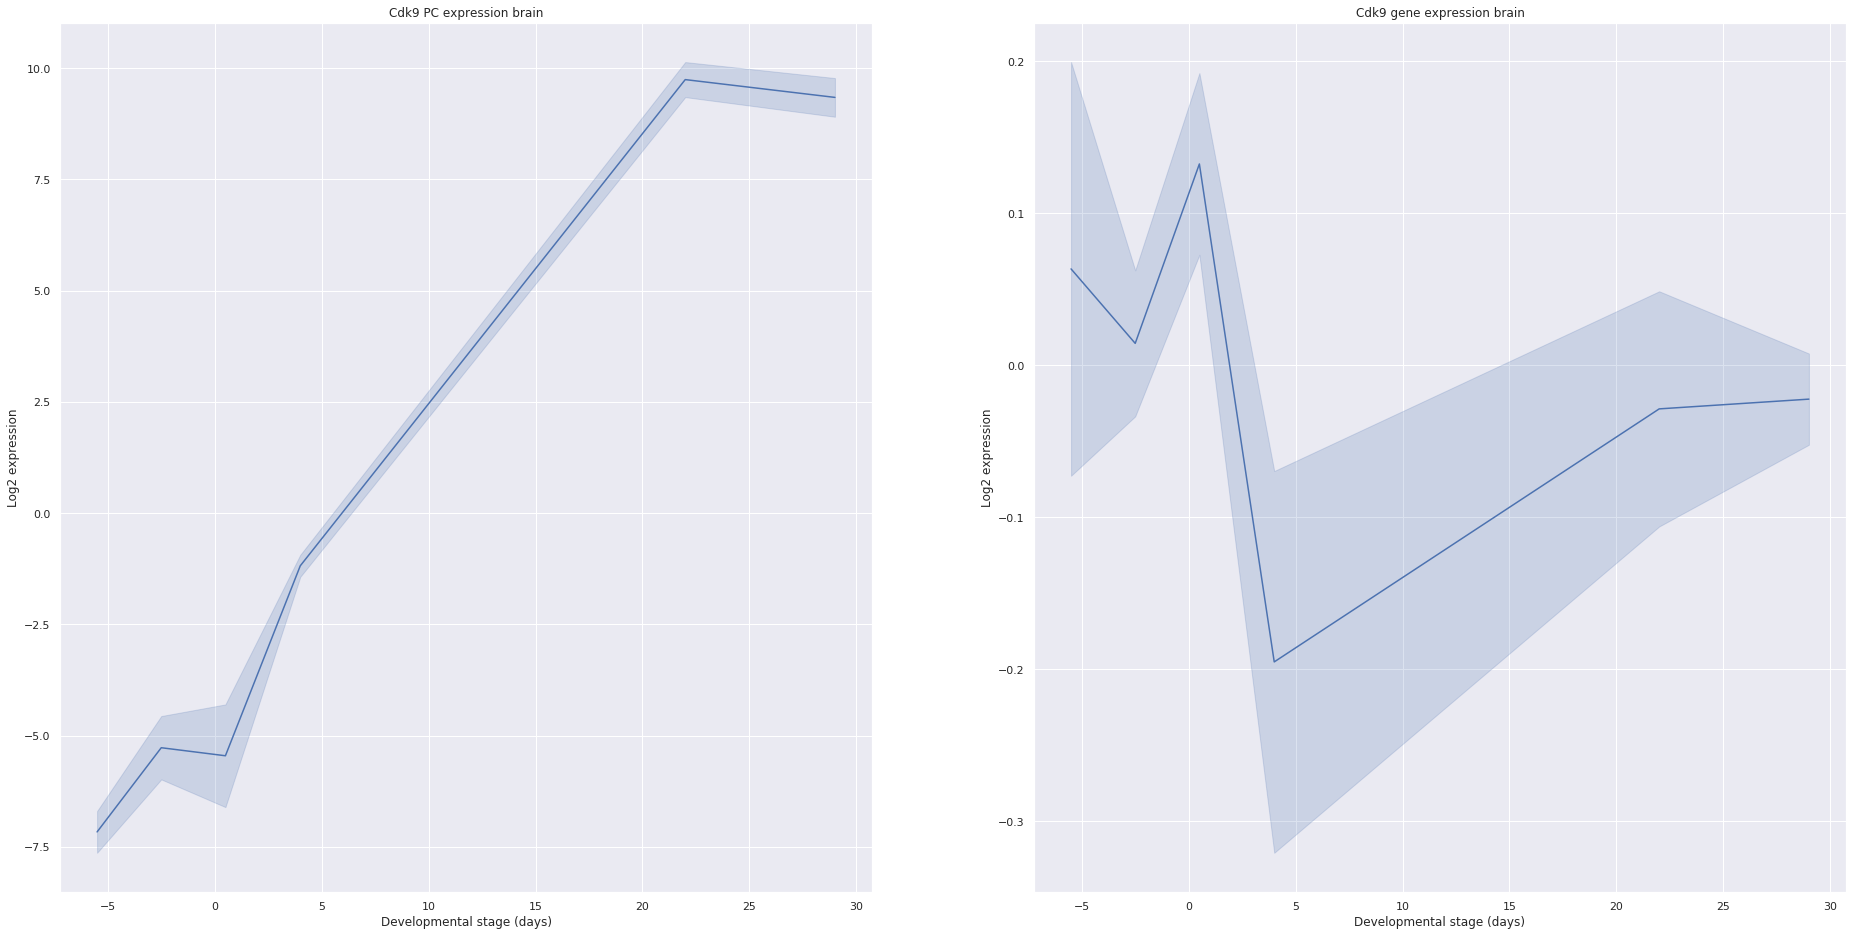 Cdk9 PC expression brain
Log2 expression
10.0
7.5
5.0
2.5
0.0
−2.5
−5.0
−7.5
−5 0 5 10 15 20 25 30
Developmental stage (days)
Cdk9 gene expression brain
Log2 expression
0.2
0.1
0.0
−0.1
−0.2
−0.3
−5 0 5 10 15 20 25 30
Developmental stage (days)